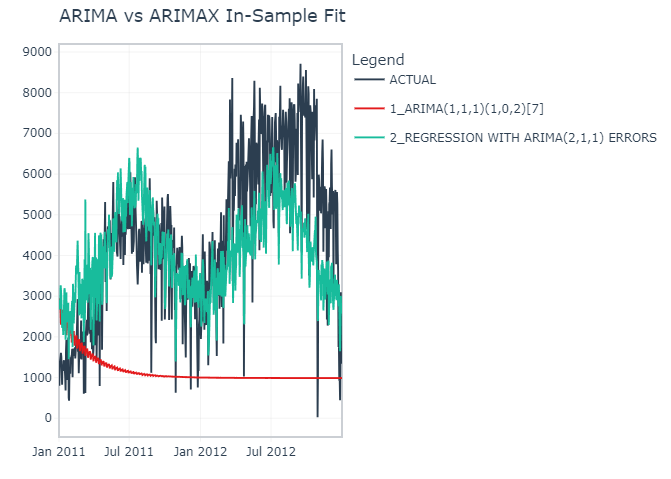 ARIMA vs ARIMAX In-Sample Fit
Legend
ACTUAL
1_ARIMA(1,1,1)(1,0,2)[7]
2_REGRESSION WITH ARIMA(2,1,1) ERRORS
9000
8000
7000
6000
5000
4000
3000
2000
1000
0
Jan 2011
Jul 2011
Jan 2012
Jul 2012